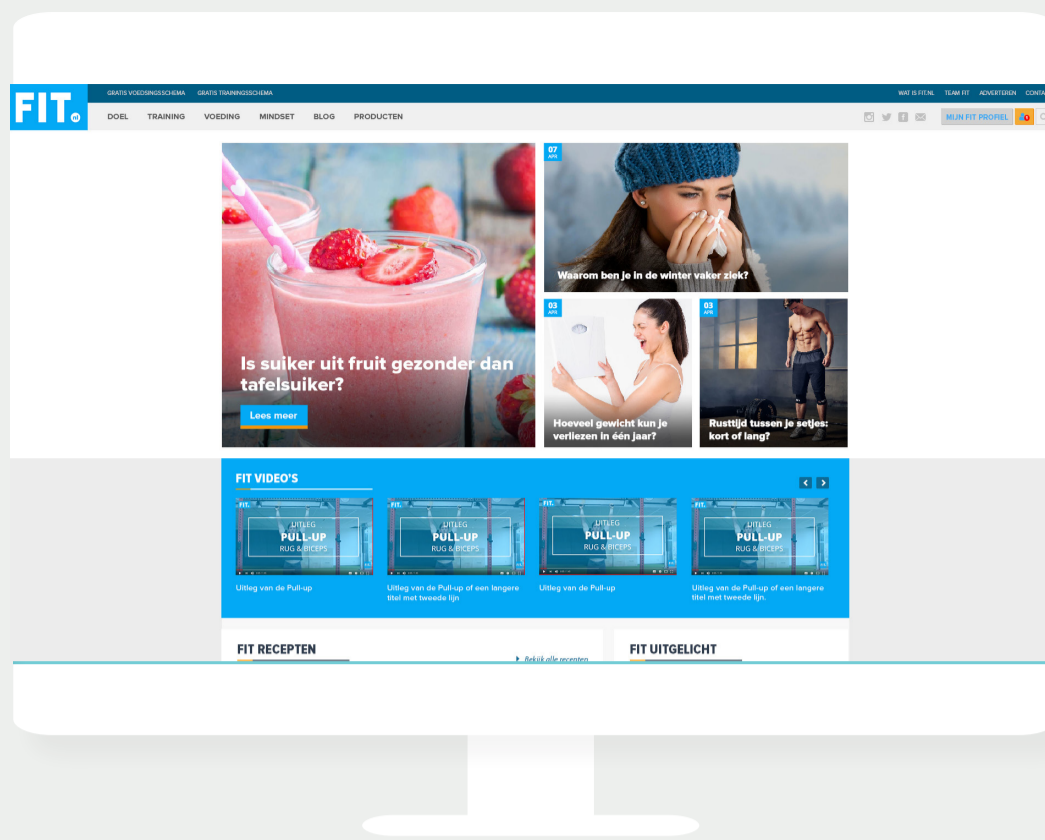 FIT.nl
GRATIS VOEDSINGSSCHEMA GRATIS TRAININGSSCHEMA
WAT IS FIT.NL TEAM FIT ADVERTEREN
DOEL TRAINING VOEDING MINDSET BLOG PRODUCTEN
MIJN FIT PROFIEL
07
APR
Waarom ben je in de winter vaker ziek?
Is suiker uit fruit gezonder dan
tafelsuiker?
Lees meer
03
APR
Hoeveel gewicht kun je
verliezen in één jaar?
03
APR
Rusttijd tussen je setjes:
kort of lang?
FIT VIDEO'S
FIT.
UITLEG
PULL-UP
RUG & BICEPS
Uitleg van de Pull-up
FIT.
UITLEG
PULL-UP
RUG & BICEPS
Uitleg van de Pull-up of een langere
titel met tweede lijn
FIT.
UITLEG
PULL-UP
RUG & BICEPS
Uitleg van de Pull-up
FIT.
UITLEG
PULL-UP
RUG & BICEPS
Uitleg van de Pull-up of een langere
titel met tweede lijn.
FIT RECEPTEN
Bekijk alle recepten
FIT UITGELICHT